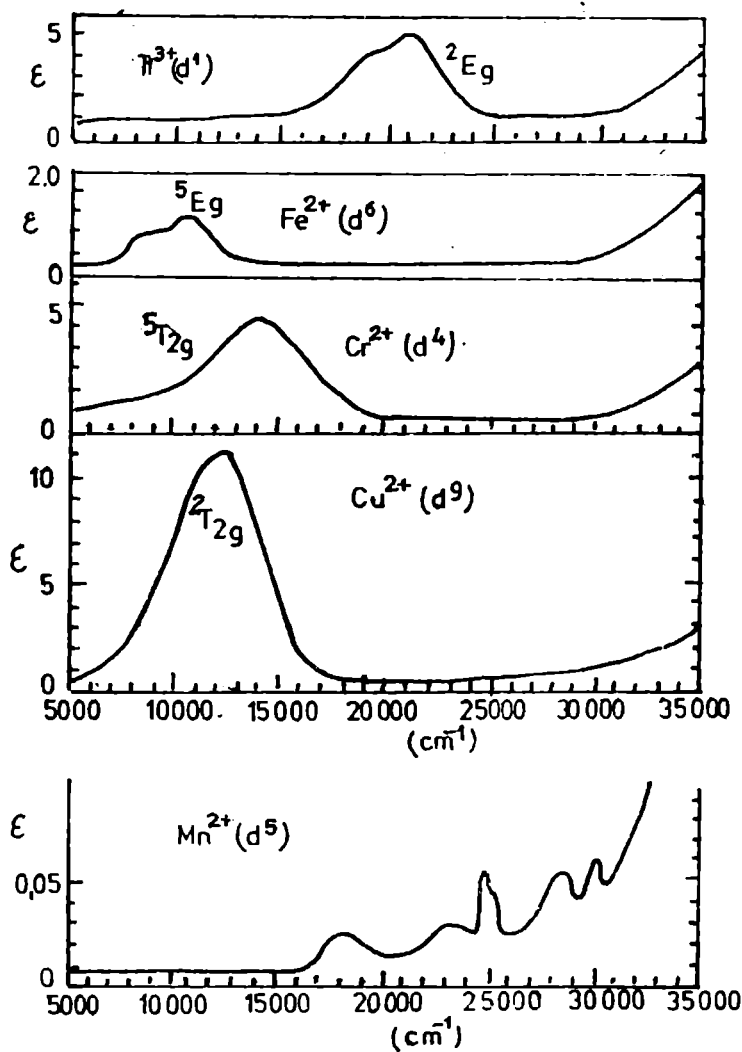 5
ε
Ti³⁺(d¹)
²Eg
0
2.0
ε
⁵Eg
Fe²⁺ (d⁶)
0
5
⁵T₂g
Cr²⁺ (d⁴)
0
10
Cu²⁺ (d⁹)
²T₂g
ε
5
0
5000 10000 15000 20000 25000 30000 35000
(cm⁻¹)
ε
Mn²⁺ (d⁵)
0,05
0
5000 10000 15000 20000 25000 30000 35000
(cm⁻¹)